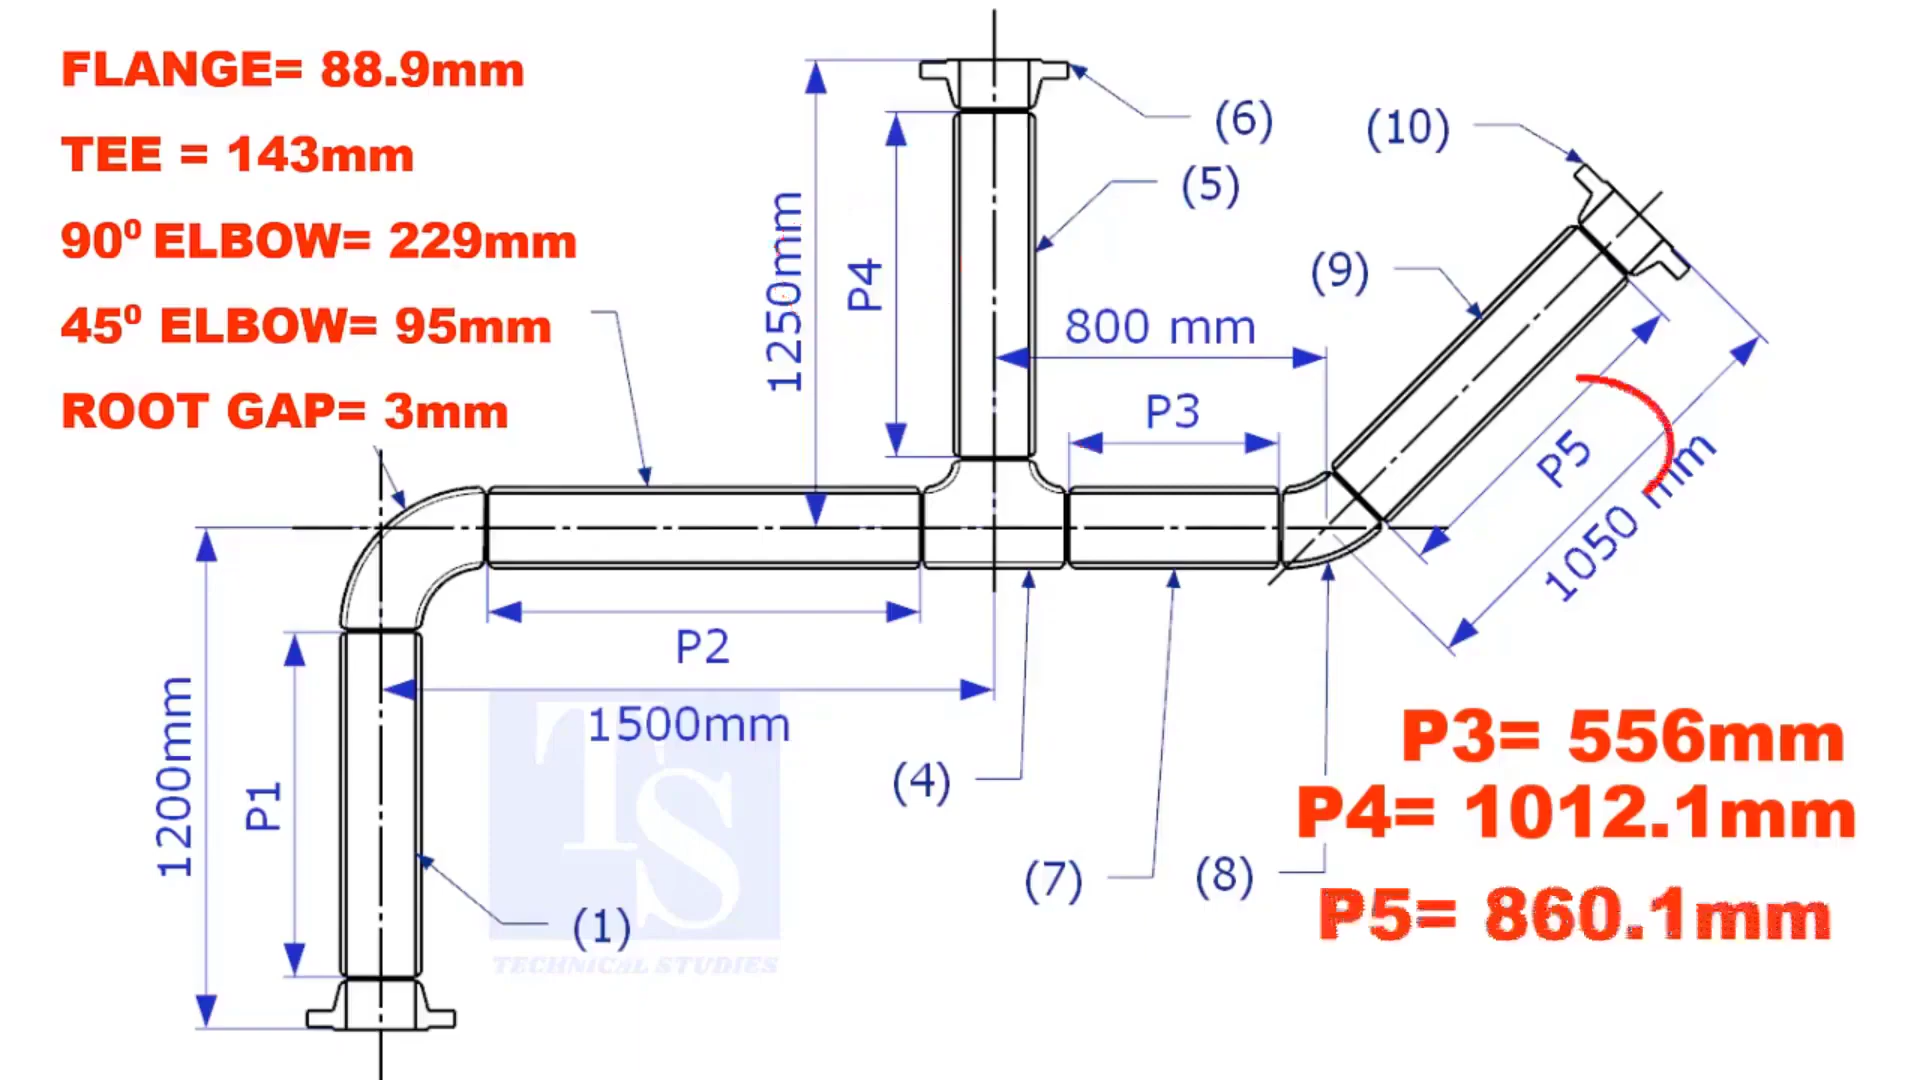 FLANGE= 88.9mm
TEE = 143mm
90⁰ ELBOW= 229mm
45⁰ ELBOW= 95mm
ROOT GAP= 3mm
(6)
(10)
(5)
1250mm
P4
(9)
800 mm
P3
P5
1050 mm
P2
1500mm
1200mm
P1
(4)
(7)
(8)
(1)
TS
TECHNICAL STUDIES
P3= 556mm
P4= 1012.1mm
P5= 860.1mm